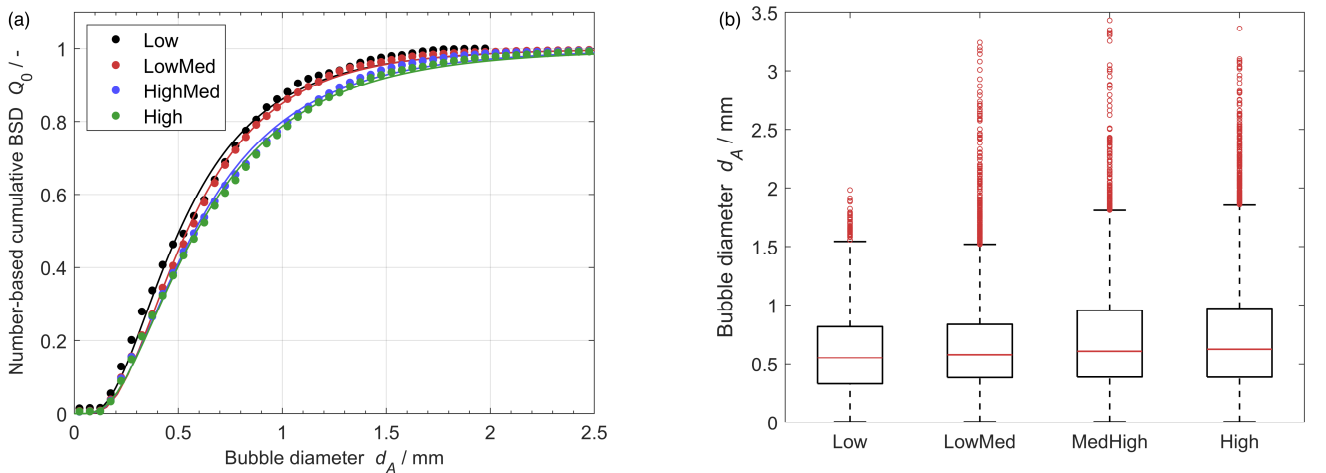 (a)
Number-based cumulative BSD Q0 / -
1
0.8
0.6
0.4
0.2
0
Low
LowMed
HighMed
High
0 0.5 1 1.5 2 2.5
Bubble diameter dA / mm
(b)
Bubble diameter dA / mm
3.5
3
2.5
2
1.5
1
0.5
0
Low LowMed MedHigh High